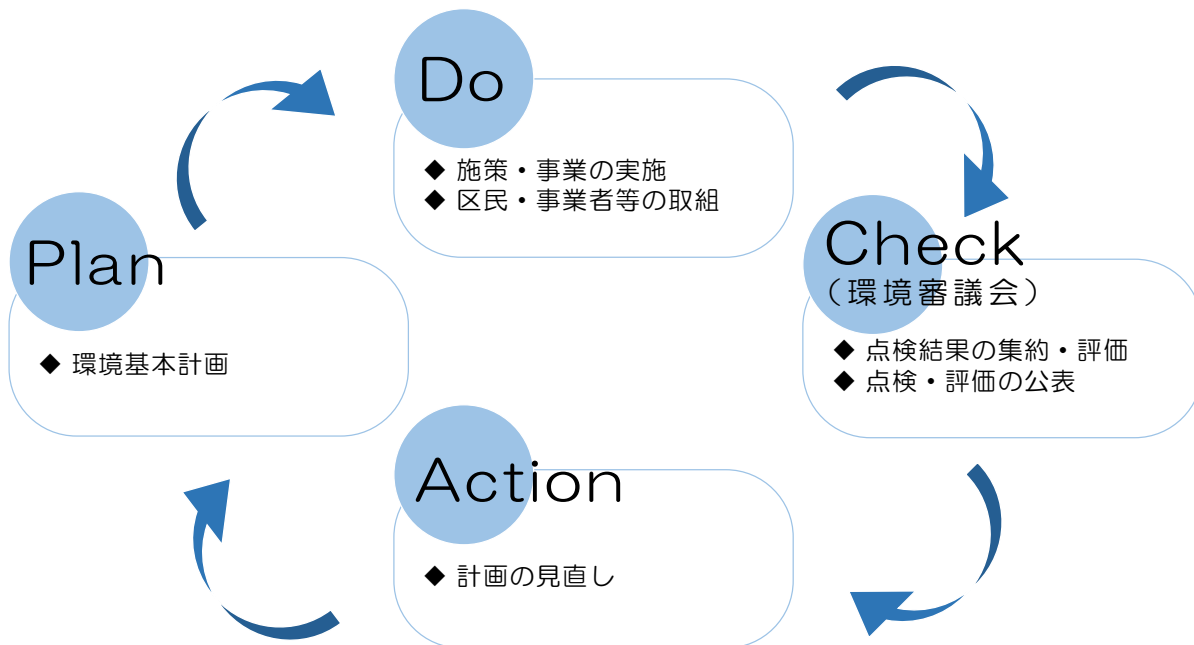 Plan
◆ 環境基本計画
Do
◆ 施策・事業の実施
◆ 区民・事業者等の取組
Check
（環境審議会）
◆ 点検結果の集約・評価
◆ 点検・評価の公表
Action
◆ 計画の見直し